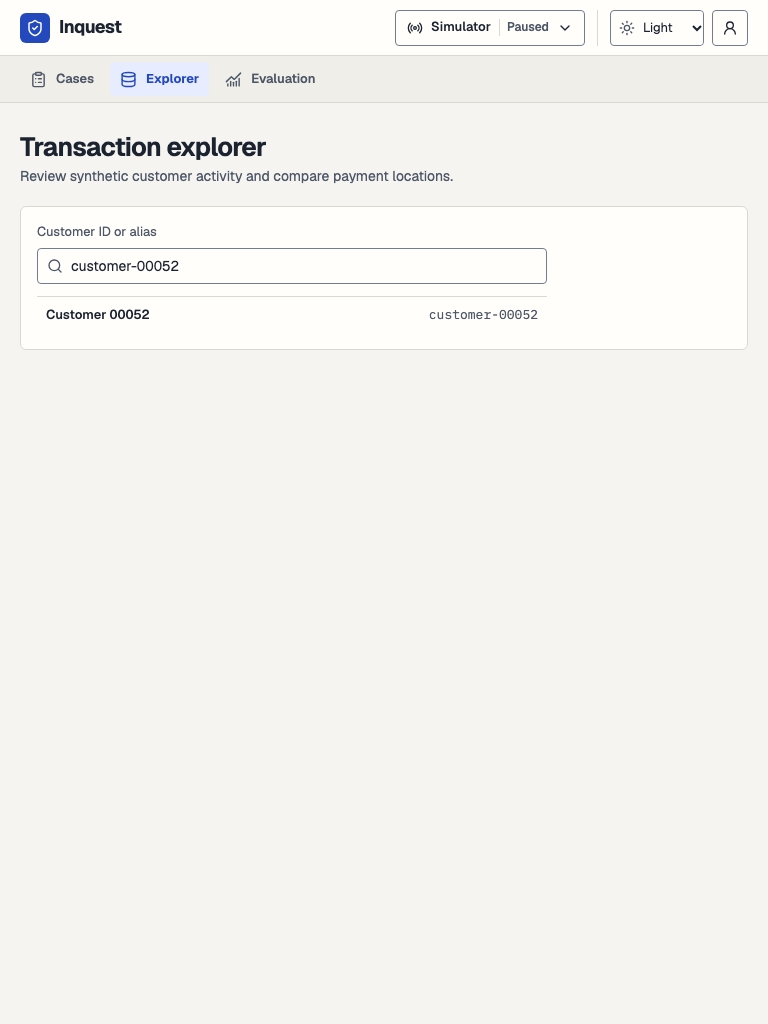 Inquest
Simulator Paused
Light
Cases Explorer Evaluation
Transaction explorer
Review synthetic customer activity and compare payment locations.
Customer ID or alias
customer-00052
Customer 00052 customer-00052